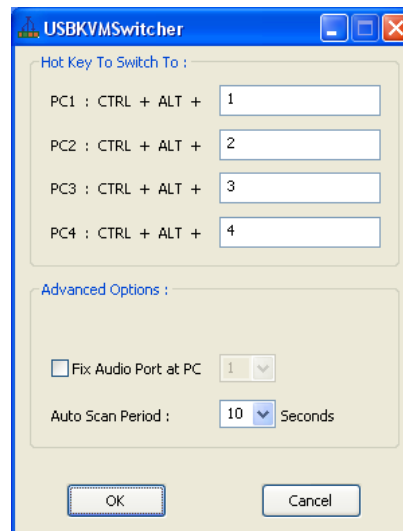 USBKVMSwitcher
Hot Key To Switch To :
PC1 : CTRL + ALT + 1
PC2 : CTRL + ALT + 2
PC3 : CTRL + ALT + 3
PC4 : CTRL + ALT + 4
Advanced Options :
Fix Audio Port at PC 1
Auto Scan Period : 10 Seconds
OK Cancel